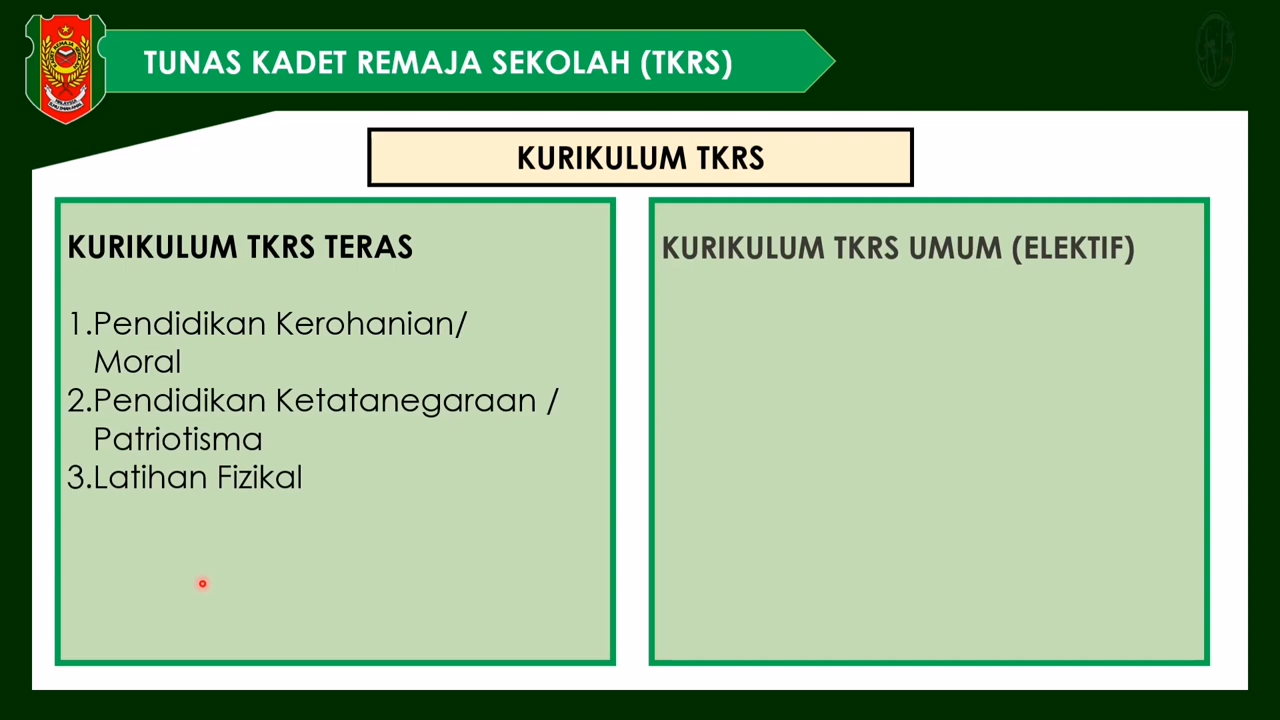 TUNAS KADET REMAJA SEKOLAH (TKRS)
KURIKULUM TKRS
KURIKULUM TKRS TERAS
1.Pendidikan Kerohanian/
Moral
2.Pendidikan Ketatanegaraan /
Patriotisma
3.Latihan Fizikal
KURIKULUM TKRS UMUM (ELEKTIF)